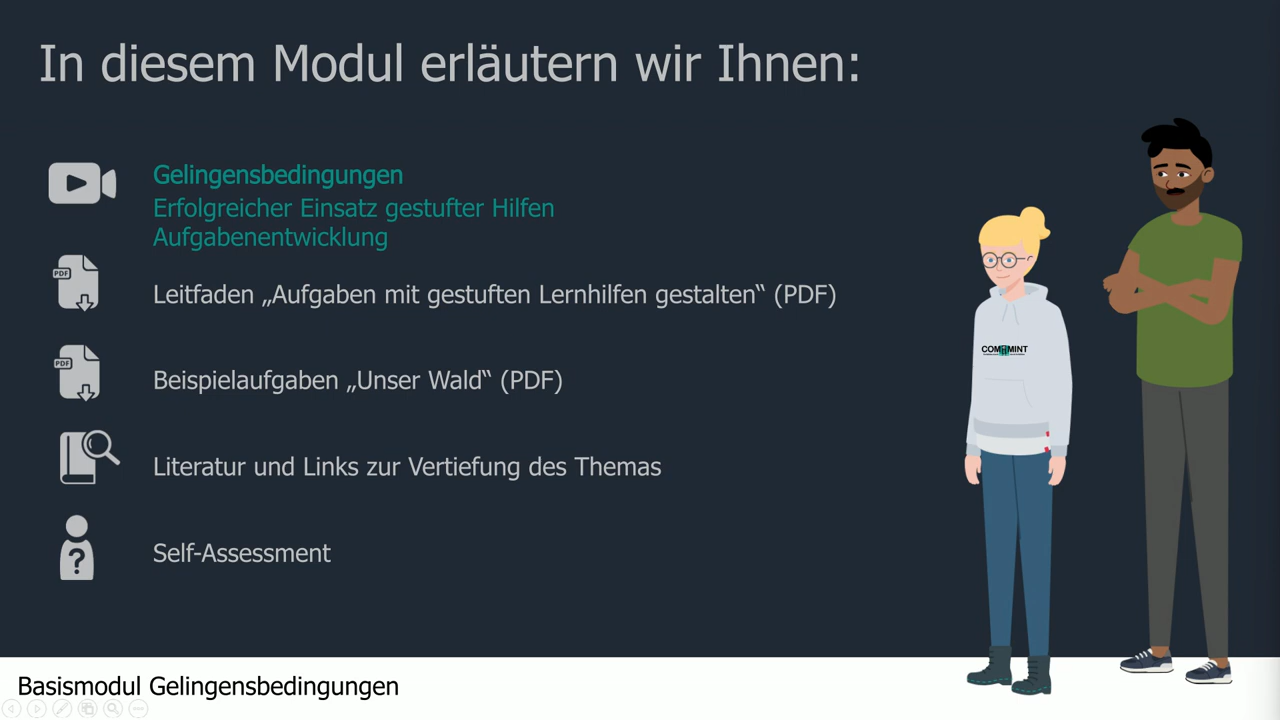 In diesem Modul erläutern wir Ihnen:
Gelingensbedingungen
Erfolgreicher Einsatz gestufter Hilfen
Aufgabenentwicklung
PDF
Leitfaden „Aufgaben mit gestuften Lernhilfen gestalten“ (PDF)
PDF
Beispielaufgaben „Unser Wald“ (PDF)
Literatur und Links zur Vertiefung des Themas
?
Self-Assessment
COMeMINT
Basismodul Gelingensbedingungen